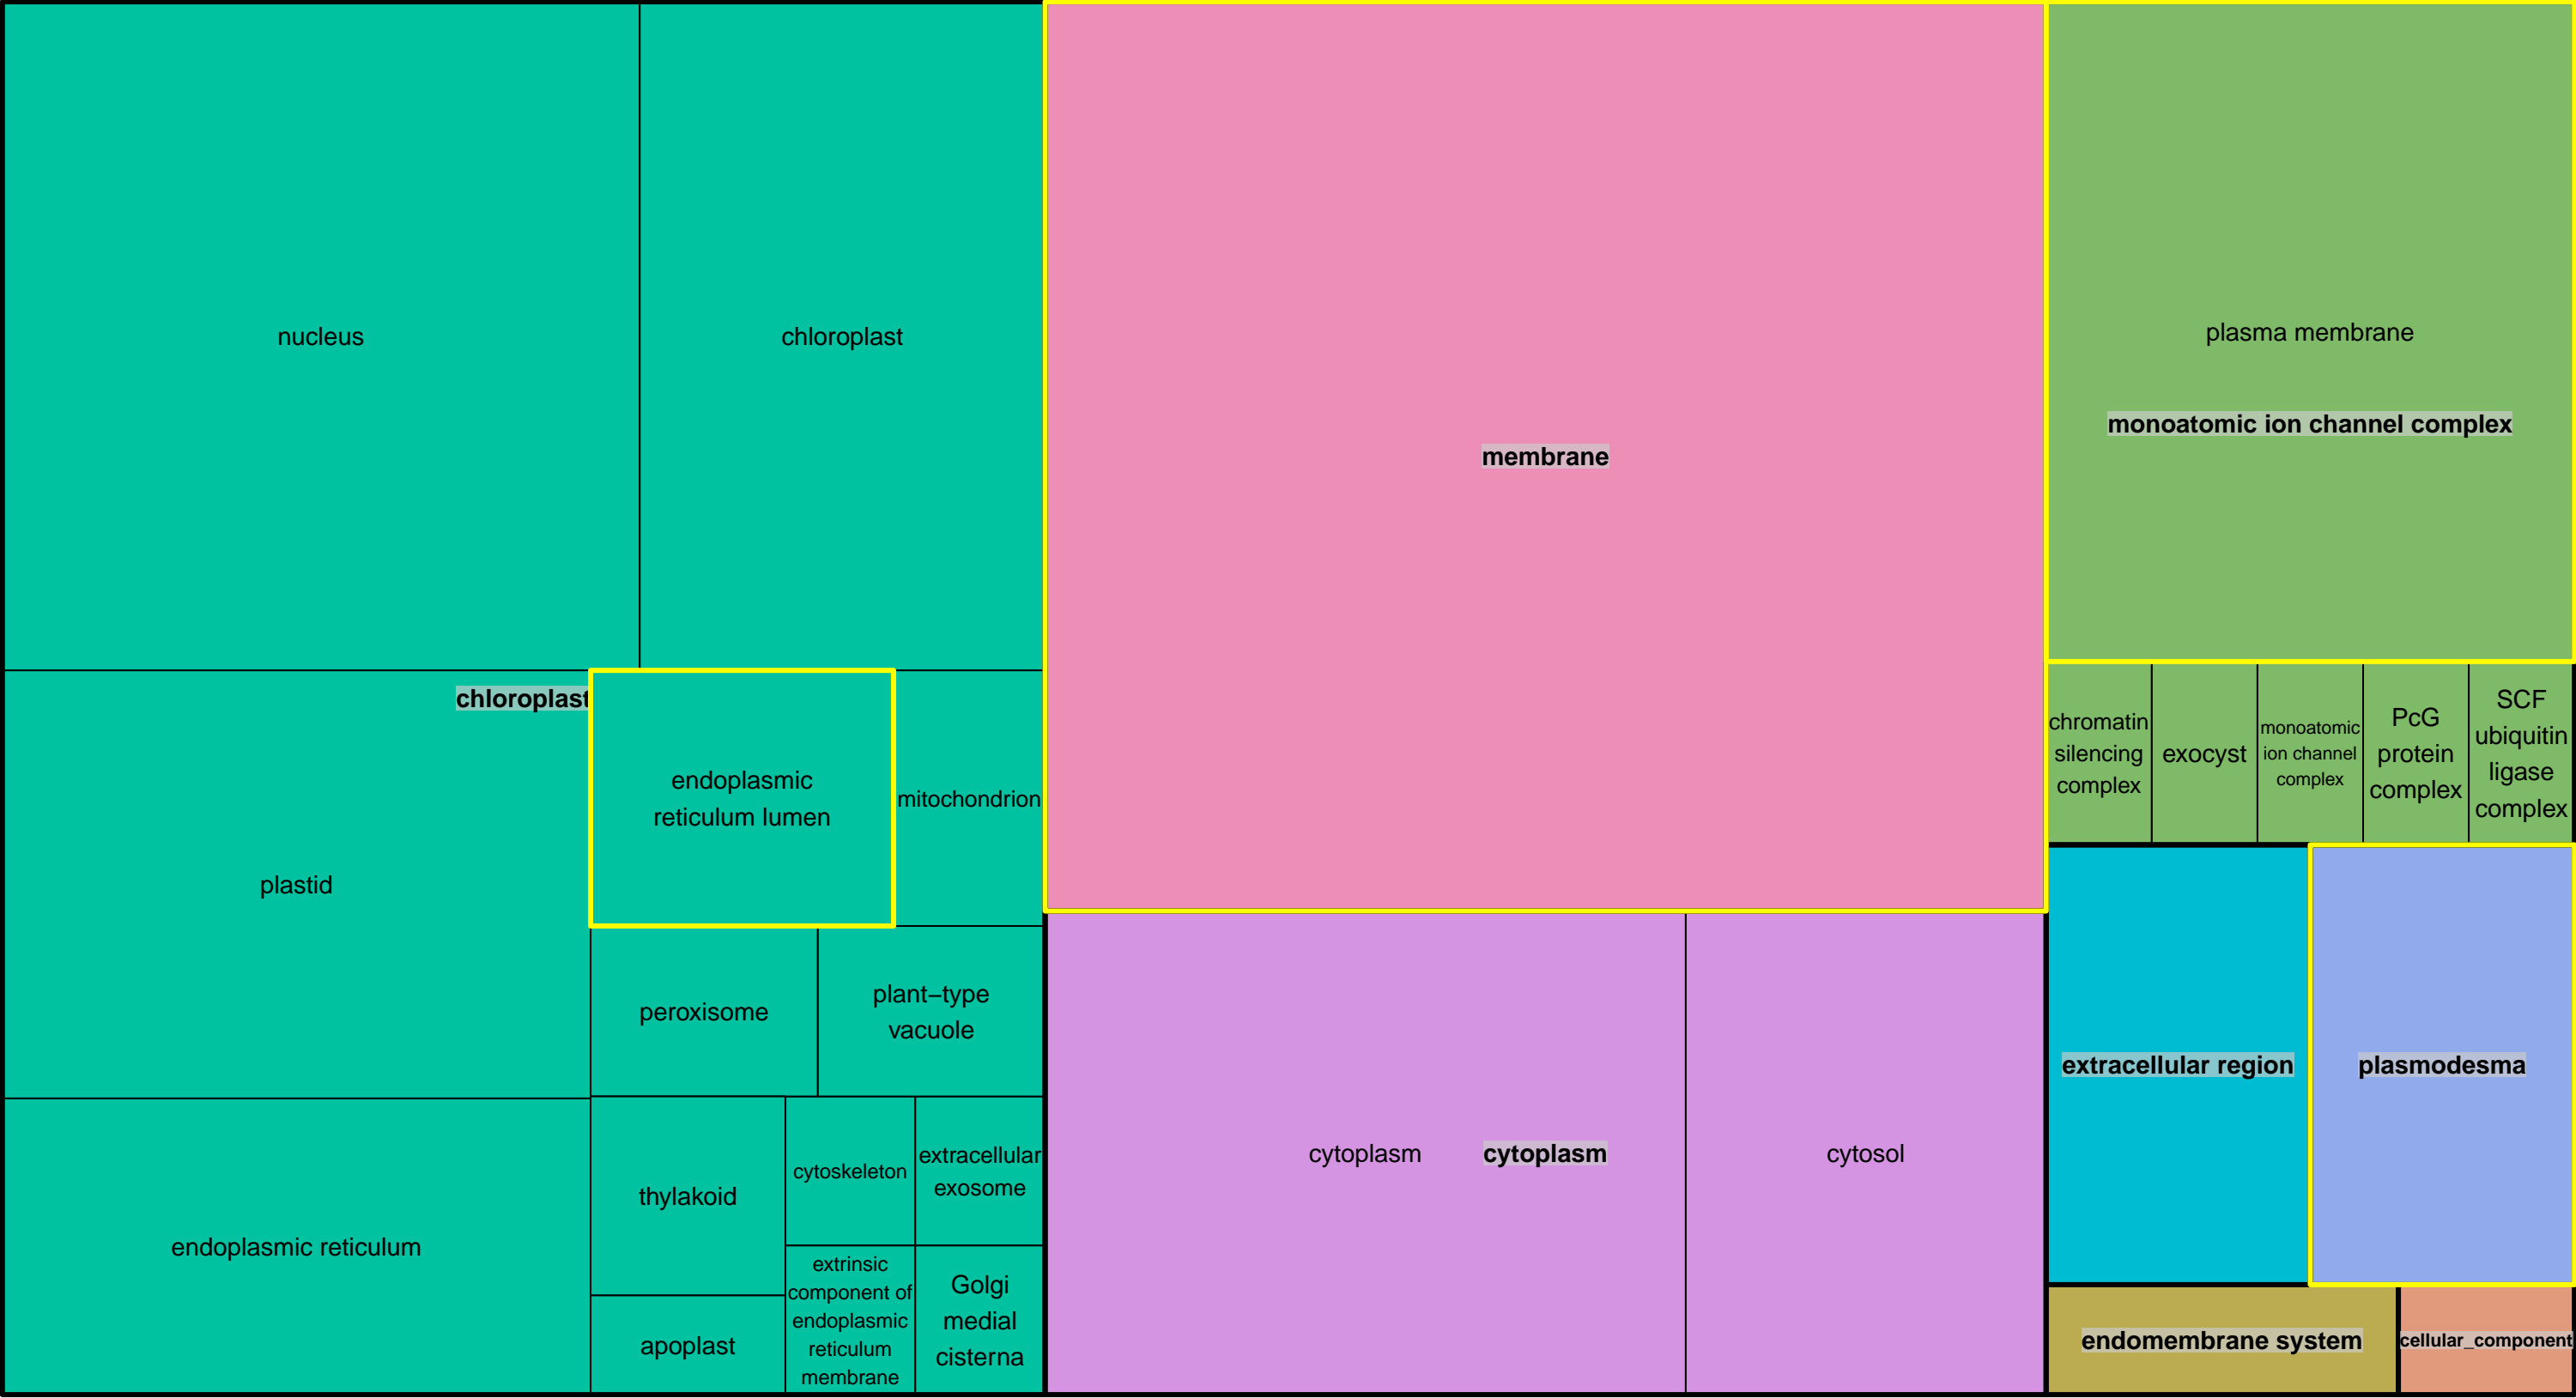 nucleus
chloroplast
chloroplast
plastid
endoplasmic
reticulum lumen
mitochondrion
peroxisome
plant−type
vacuole
endoplasmic reticulum
thylakoid
apoplast
cytoskeleton
extracellular
exosome
extrinsic
component of
endoplasmic
reticulum
membrane
Golgi
medial
cisterna
membrane
cytoplasm
cytoplasm
cytosol
plasma membrane
monoatomic ion channel complex
chromatin
silencing
complex
exocyst
monoatomic
ion channel
complex
PcG
protein
complex
SCF
ubiquitin
ligase
complex
extracellular region
plasmodesma
endomembrane system
cellular_component